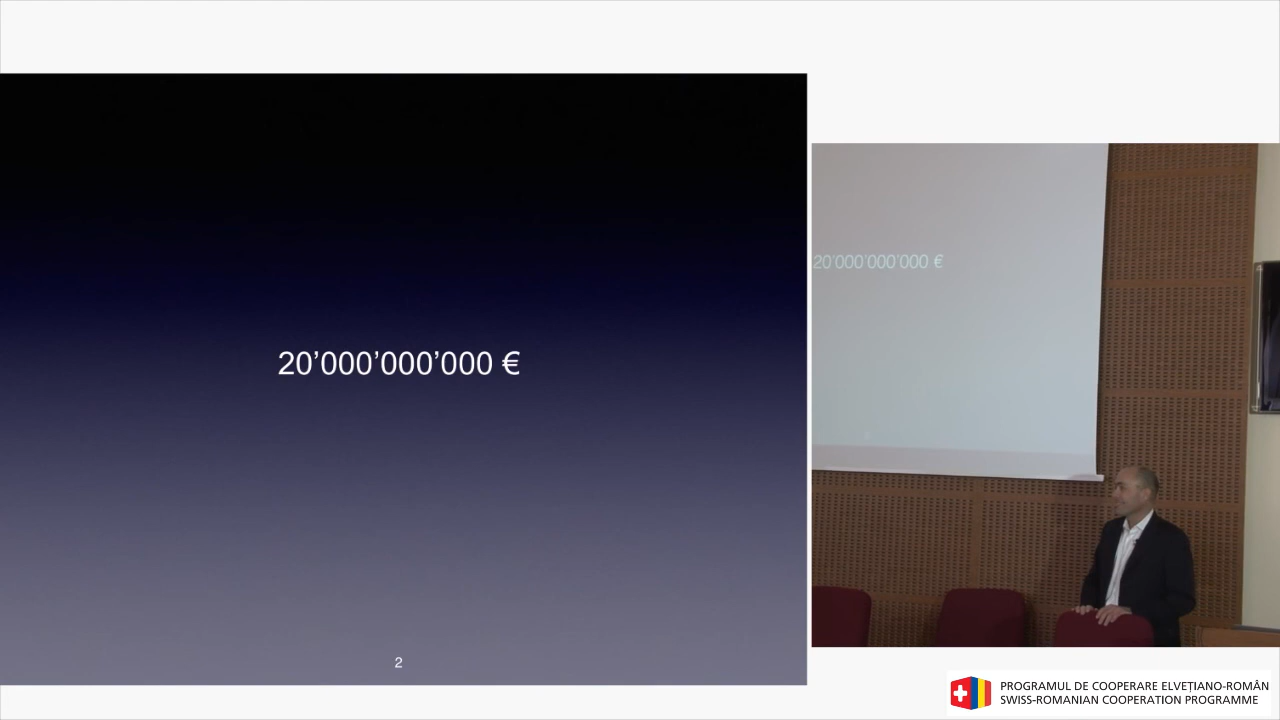 20’000’000’000 €
2
20’000’000’000 €
PROGRAMUL DE COOPERARE ELVEȚIANO-ROMÂN
SWISS-ROMANIAN COOPERATION PROGRAMME